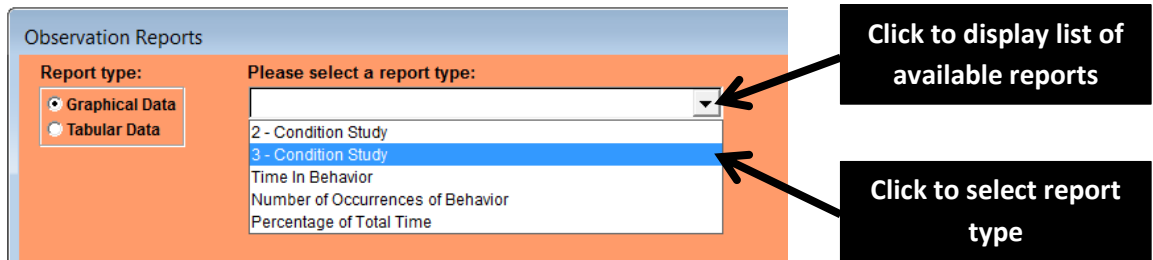 Observation Reports
Report type:
Graphical Data
Tabular Data
Please select a report type:
2 - Condition Study
3 - Condition Study
Time In Behavior
Number of Occurrences of Behavior
Percentage of Total Time
Click to display list of
available reports
Click to select report
type